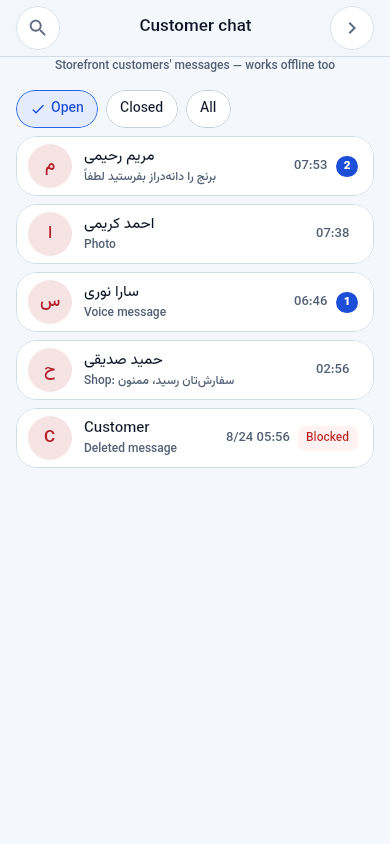 Customer chat
Storefront customers' messages — works offline too
Open
Closed
All
م
مریم رحیمی
07:53
2
برنج را دانه‌دراز بفرستید لطفاً
ا
احمد کریمی
07:38
Photo
س
سارا نوری
06:46
1
Voice message
ح
حمید صدیقی
02:56
Shop: سفارش‌تان رسید، ممنون
C
Customer
8/24 05:56
Blocked
Deleted message